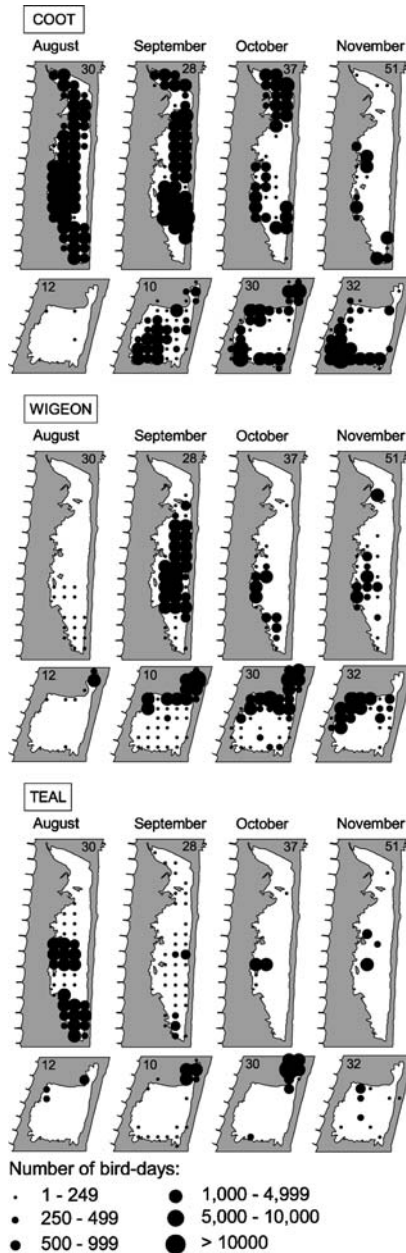 COOT
August September October November
30 28 37 51
12 10 30 32
WIGEON
August September October November
30 28 37 51
12 10 30 32
TEAL
August September October November
30 28 37 51
12 10 30 32
Number of bird-days:
1 - 249 1,000 - 4,999
250 - 499 5,000 - 10,000
500 - 999 > 10000